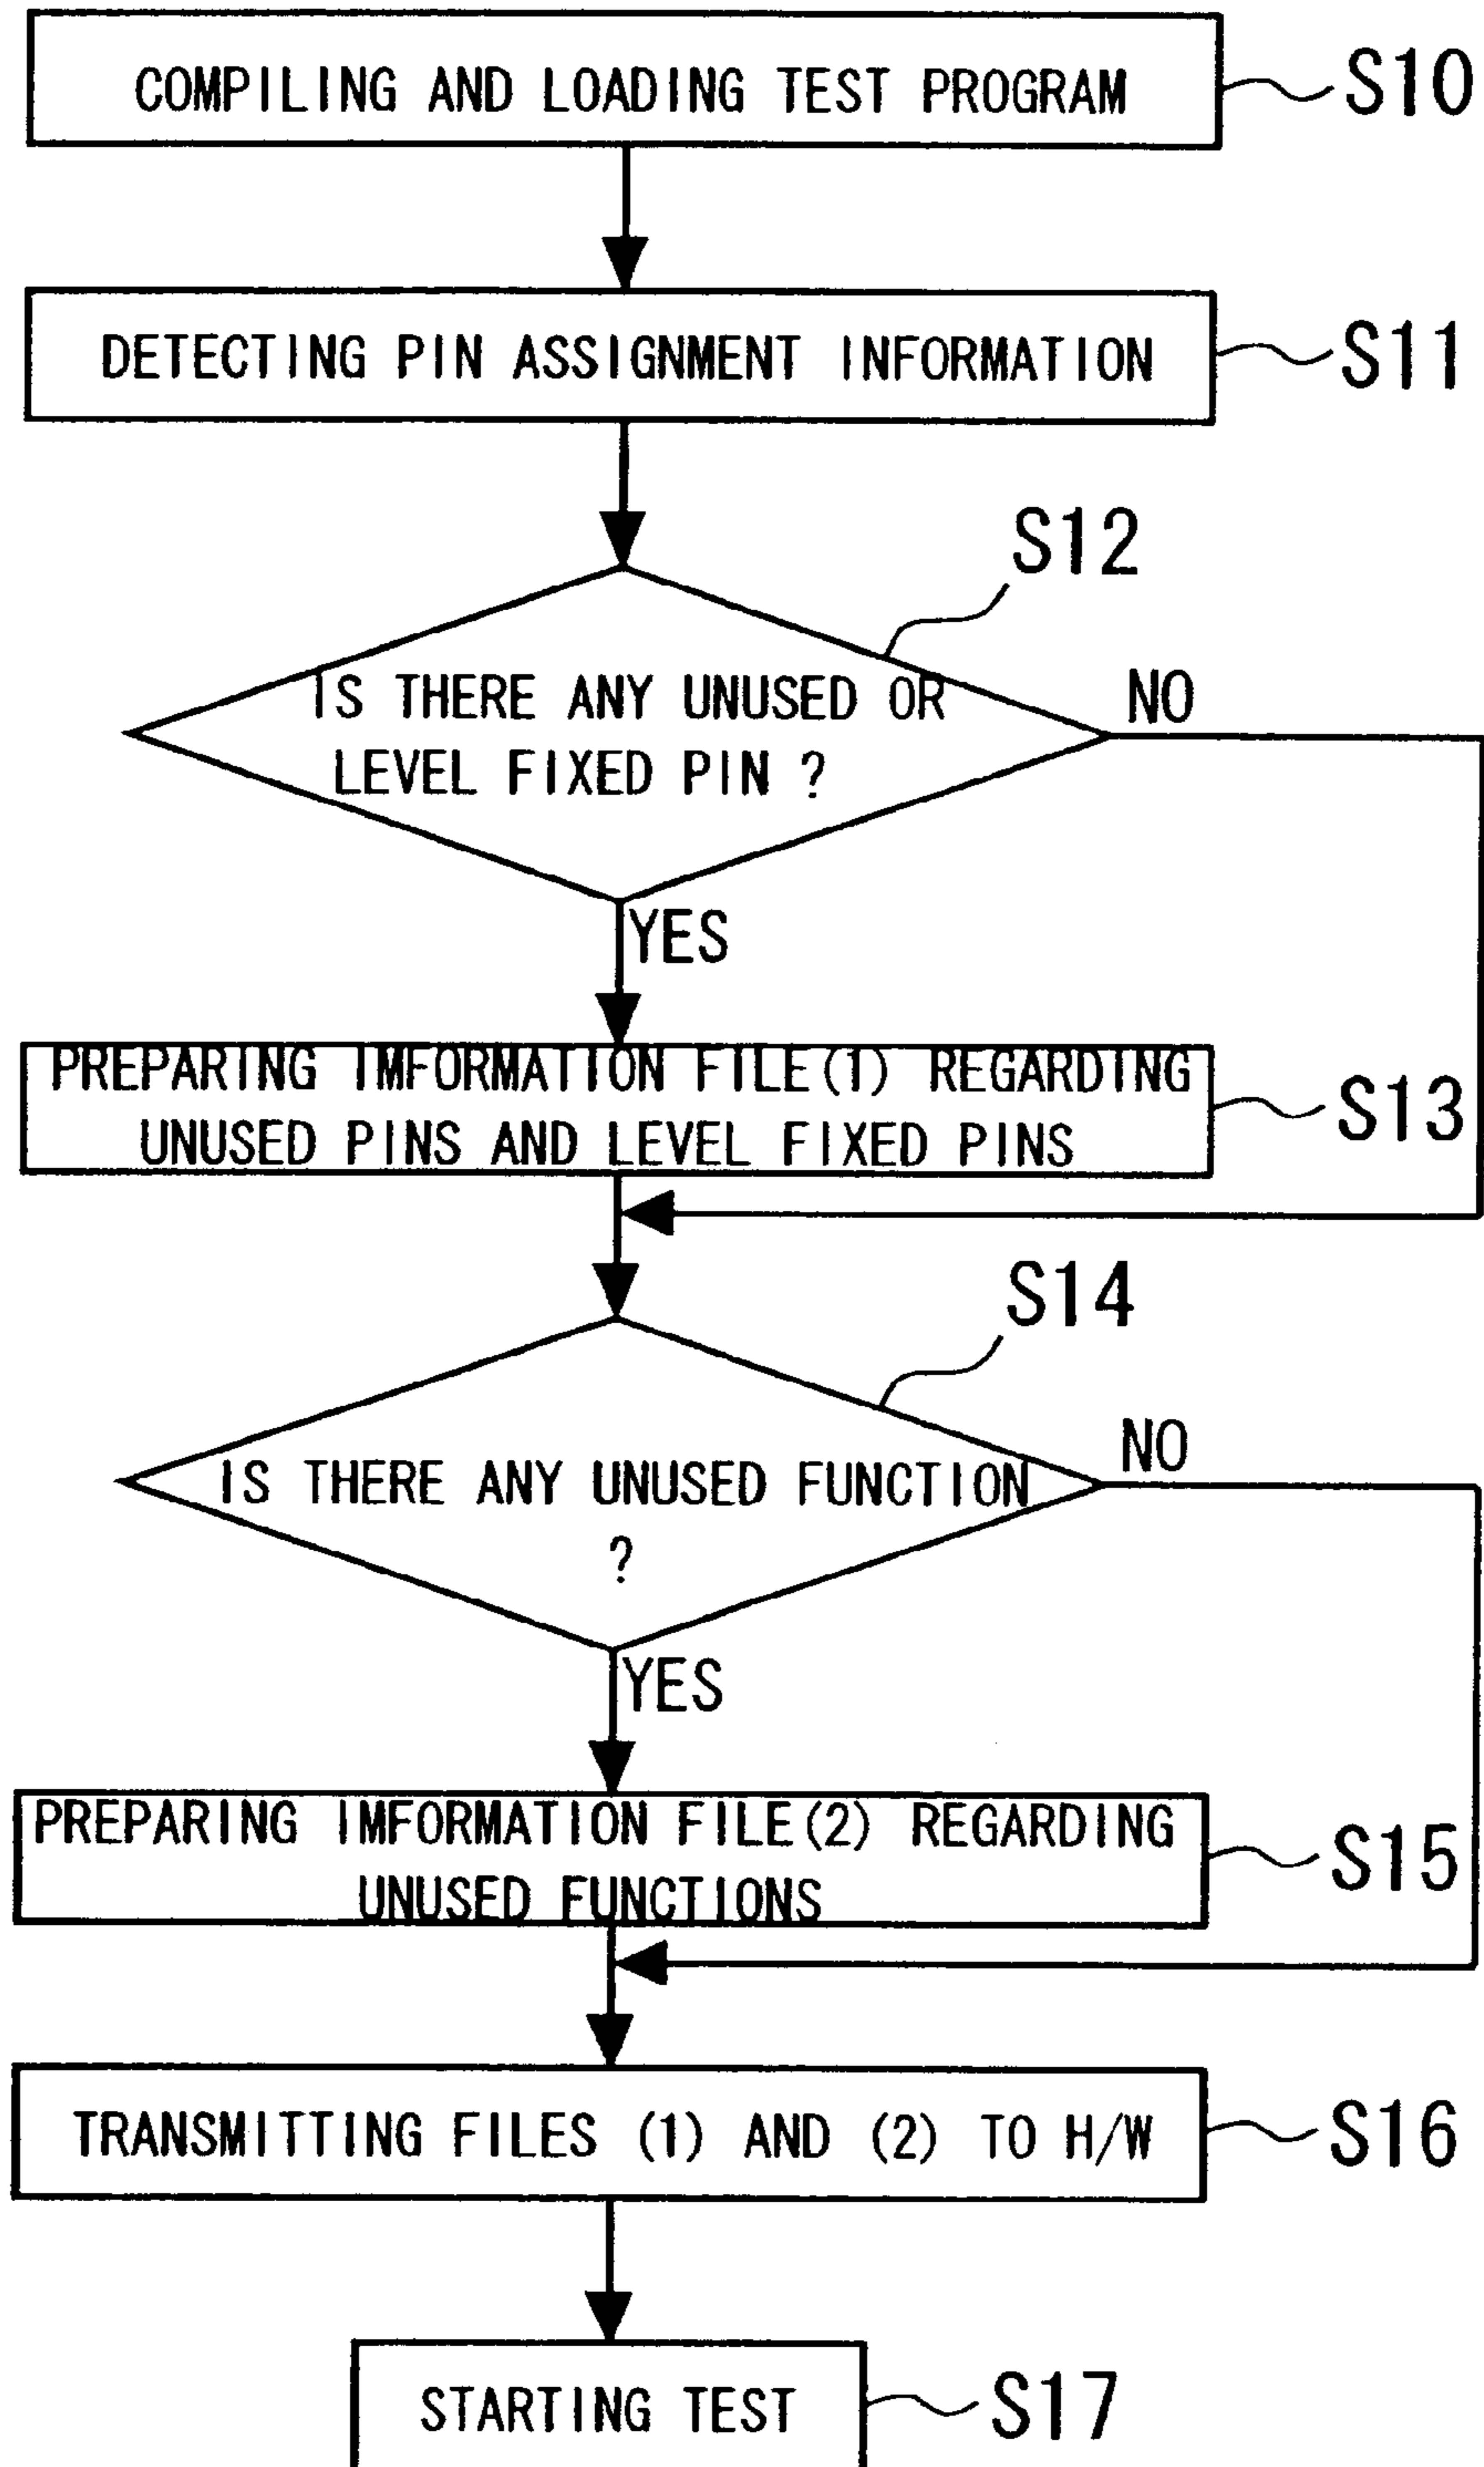 COMPILING AND LOADING TEST PROGRAM
S10
DETECTING PIN ASSIGNMENT INFORMATION
S11
S12
IS THERE ANY UNUSED OR
LEVEL FIXED PIN ?
NO
YES
PREPARING IMFORMATION FILE(1) REGARDING
UNUSED PINS AND LEVEL FIXED PINS
S13
S14
IS THERE ANY UNUSED FUNCTION
?
NO
YES
PREPARING IMFORMATION FILE(2) REGARDING
UNUSED FUNCTIONS
S15
TRANSMITTING FILES (1) AND (2) TO H/W
S16
STARTING TEST
S17